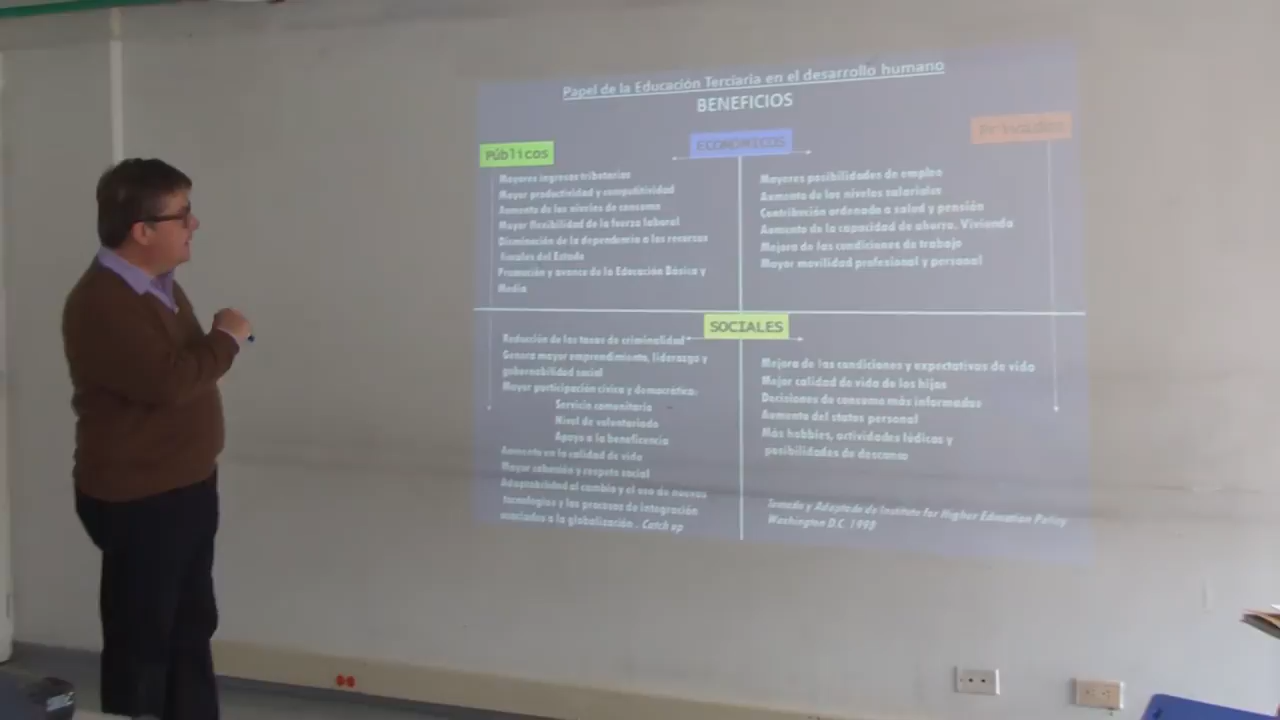 Papel de la Educación Terciaria en el desarrollo humano
BENEFICIOS
Públicos
ECONOMICOS
Privados
Mayores ingresos tributarios
Mayor productividad y competitividad
Aumento de los niveles de consumo
Mayor flexibilidad de la fuerza laboral
Disminución de la dependencia a los recursos
fiscales del Estado
Promoción y avance de la Educación Básica y
Media
Mayores posibilidades de empleo
Aumento de los niveles salariales
Contribución ordenada a salud y pensión
Aumento de la capacidad de ahorro, Vivienda
Mejora de las condiciones de trabajo
Mayor movilidad profesional y personal
SOCIALES
Reducción de las tasas de criminalidad
Genera mayor emprendimiento, liderazgo y
gobernabilidad social
Mayor participación cívica y democrática:
Servicio comunitario
Nivel de voluntariado
Apoyo a la beneficencia
Aumento en la calidad de vida
Mayor cohesión y respeto social
Adaptabilidad al cambio y el uso de nuevas
tecnologías y los procesos de integración
asociados a la globalización . Catch up
Mejora de las condiciones y expectativas de vida
Mejor calidad de vida de los hijos
Decisiones de consumo más informadas
Aumento del status personal
Más hobbies, actividades lúdicas y
posibilidades de descanso
Tomado y Adaptado de Institute For Higher Education Policy
Washington D.C. 1998